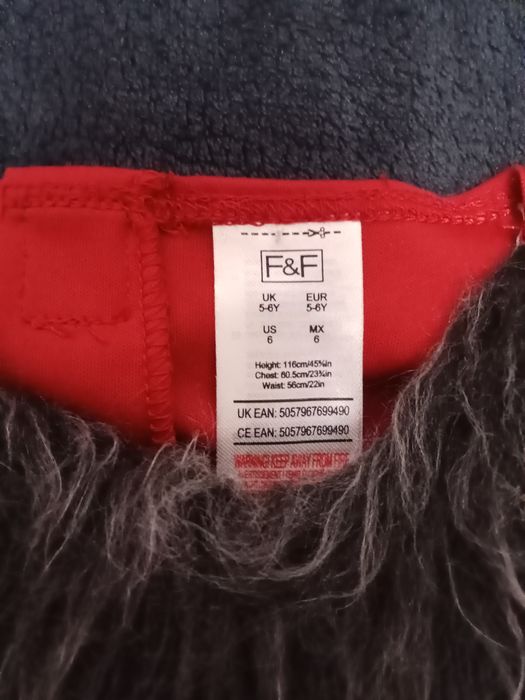 F&F
UK EUR
5-6Y 5-6Y
US MX
6 6
Height: 116cm/45¾in
Chest: 60.5cm/23¾in
Waist: 56cm/22in
UK EAN: 5057967699490
CE EAN: 5057967699490
WARNING! KEEP AWAY FROM FIRE